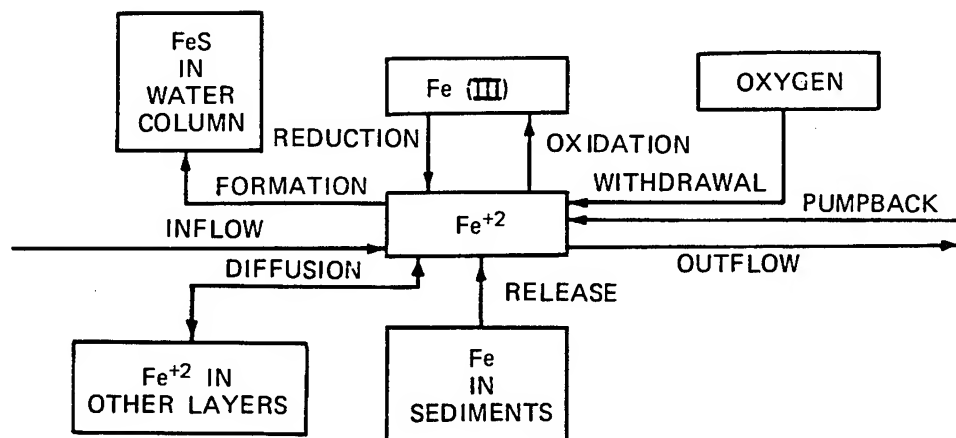 FeS
IN
WATER
COLUMN
Fe (III)
OXYGEN
REDUCTION
OXIDATION
FORMATION
WITHDRAWAL
PUMPBACK
Fe+2
INFLOW
OUTFLOW
DIFFUSION
RELEASE
Fe+2 IN
OTHER LAYERS
Fe
IN
SEDIMENTS